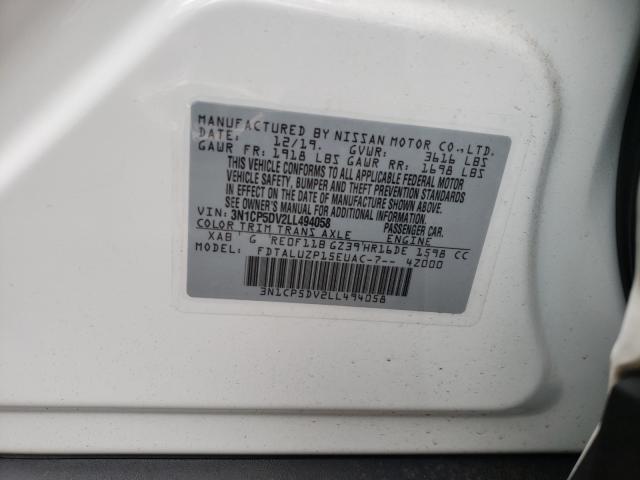 MANUFACTURED BY NISSAN MOTOR CO.,LTD.
DATE: 12/19. GVWR: 3616 LBS
GAWR FR: 1918 LBS GAWR RR: 1698 LBS
THIS VEHICLE CONFORMS TO ALL APPLICABLE FEDERAL MOTOR
VEHICLE SAFETY, BUMPER AND THEFT PREVENTION STANDARDS
IN EFFECT ON THE DATE OF MANUFACTURE SHOWN ABOVE.
SEE OWNER'S MANUAL FOR ADDITIONAL INFORMATION.
VIN: 3N1CP5DV2LL494058 PASSENGER CAR.
COLOR TRIM TRANS AXLE ENGINE
XAB G RE0F11B GZ39 HR16DE 1598 CC
MODEL: FDTALUZP15EUAC-7-- 42000
3N1CP5DV2LL494058